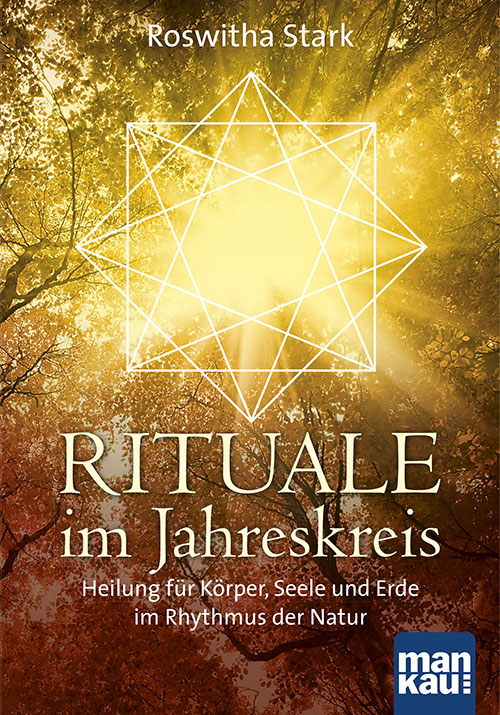 Roswitha Stark
RITUALE
im Jahreskreis
Heilung für Körper, Seele und Erde
im Rhythmus der Natur
man
kau